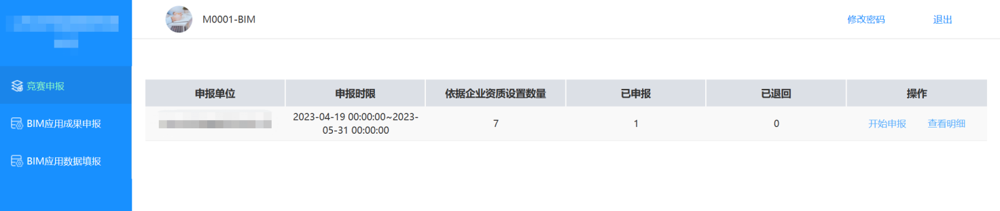 M0001-BIM
修改密码
退出
竞赛申报
BIM应用成果申报
BIM应用数据填报
申报单位
申报时限
依据企业资质设置数量
已申报
已退回
操作
2023-04-19 00:00:00~2023-
05-31 00:00:00
7
1
0
开始申报
查看明细